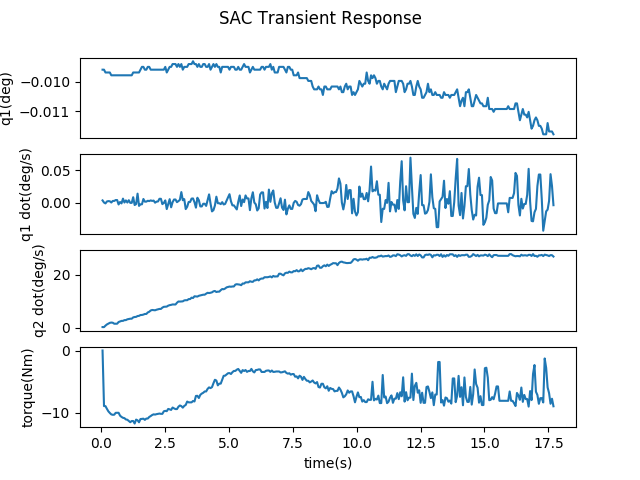 SAC Transient Response
q1(deg)
−0.010
−0.011
q1 dot(deg/s)
0.05
0.00
q2 dot(deg/s)
20
0
torque(Nm)
0
−10
0.0 2.5 5.0 7.5 10.0 12.5 15.0 17.5
time(s)